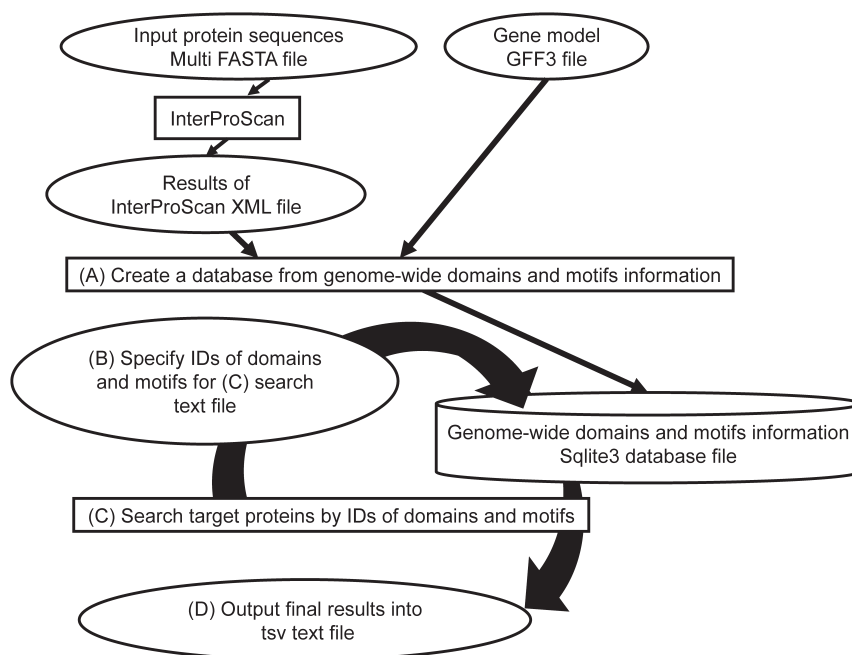 Input protein sequences
Multi FASTA file
Gene model
GFF3 file
InterProScan
Results of
InterProScan XML file
(A) Create a database from genome-wide domains and motifs information
(B) Specify IDs of domains
and motifs for (C) search
text file
Genome-wide domains and motifs information
Sqlite3 database file
(C) Search target proteins by IDs of domains and motifs
(D) Output final results into
tsv text file